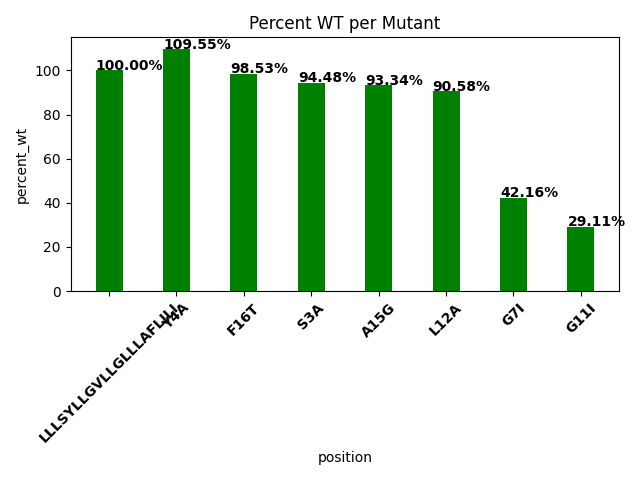 Percent WT per Mutant
percent_wt
100
80
60
40
20
0
100.00%
109.55%
98.53%
94.48%
93.34%
90.58%
42.16%
29.11%
Y4A
F16T
S3A
A15G
L12A
G7I
G11I
position